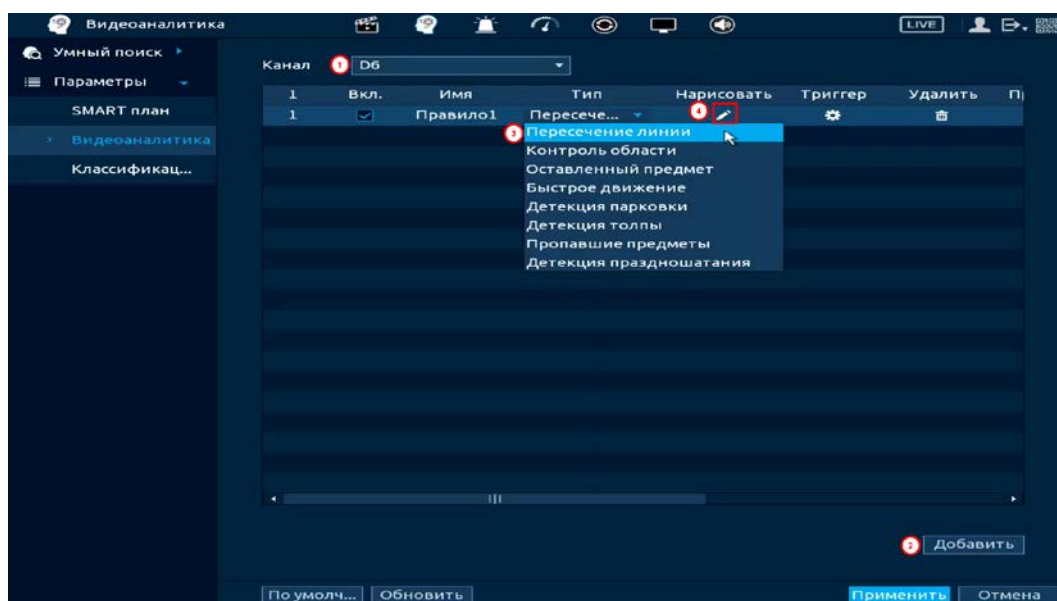 Видеоаналитика
LIVE
Умный поиск
Параметры
SMART план
Видеоаналитика
Классификац...
Канал 1 D6
1 Вкл. Имя Тип Нарисовать Триггер Удалить
1 Правило1 Пересече... 4
3 Пересечение линии
Контроль области
Оставленный предмет
Быстрое движение
Детекция парковки
Детекция толпы
Пропавшие предметы
Детекция праздношатания
2 Добавить
По умолч... Обновить Применить Отмена